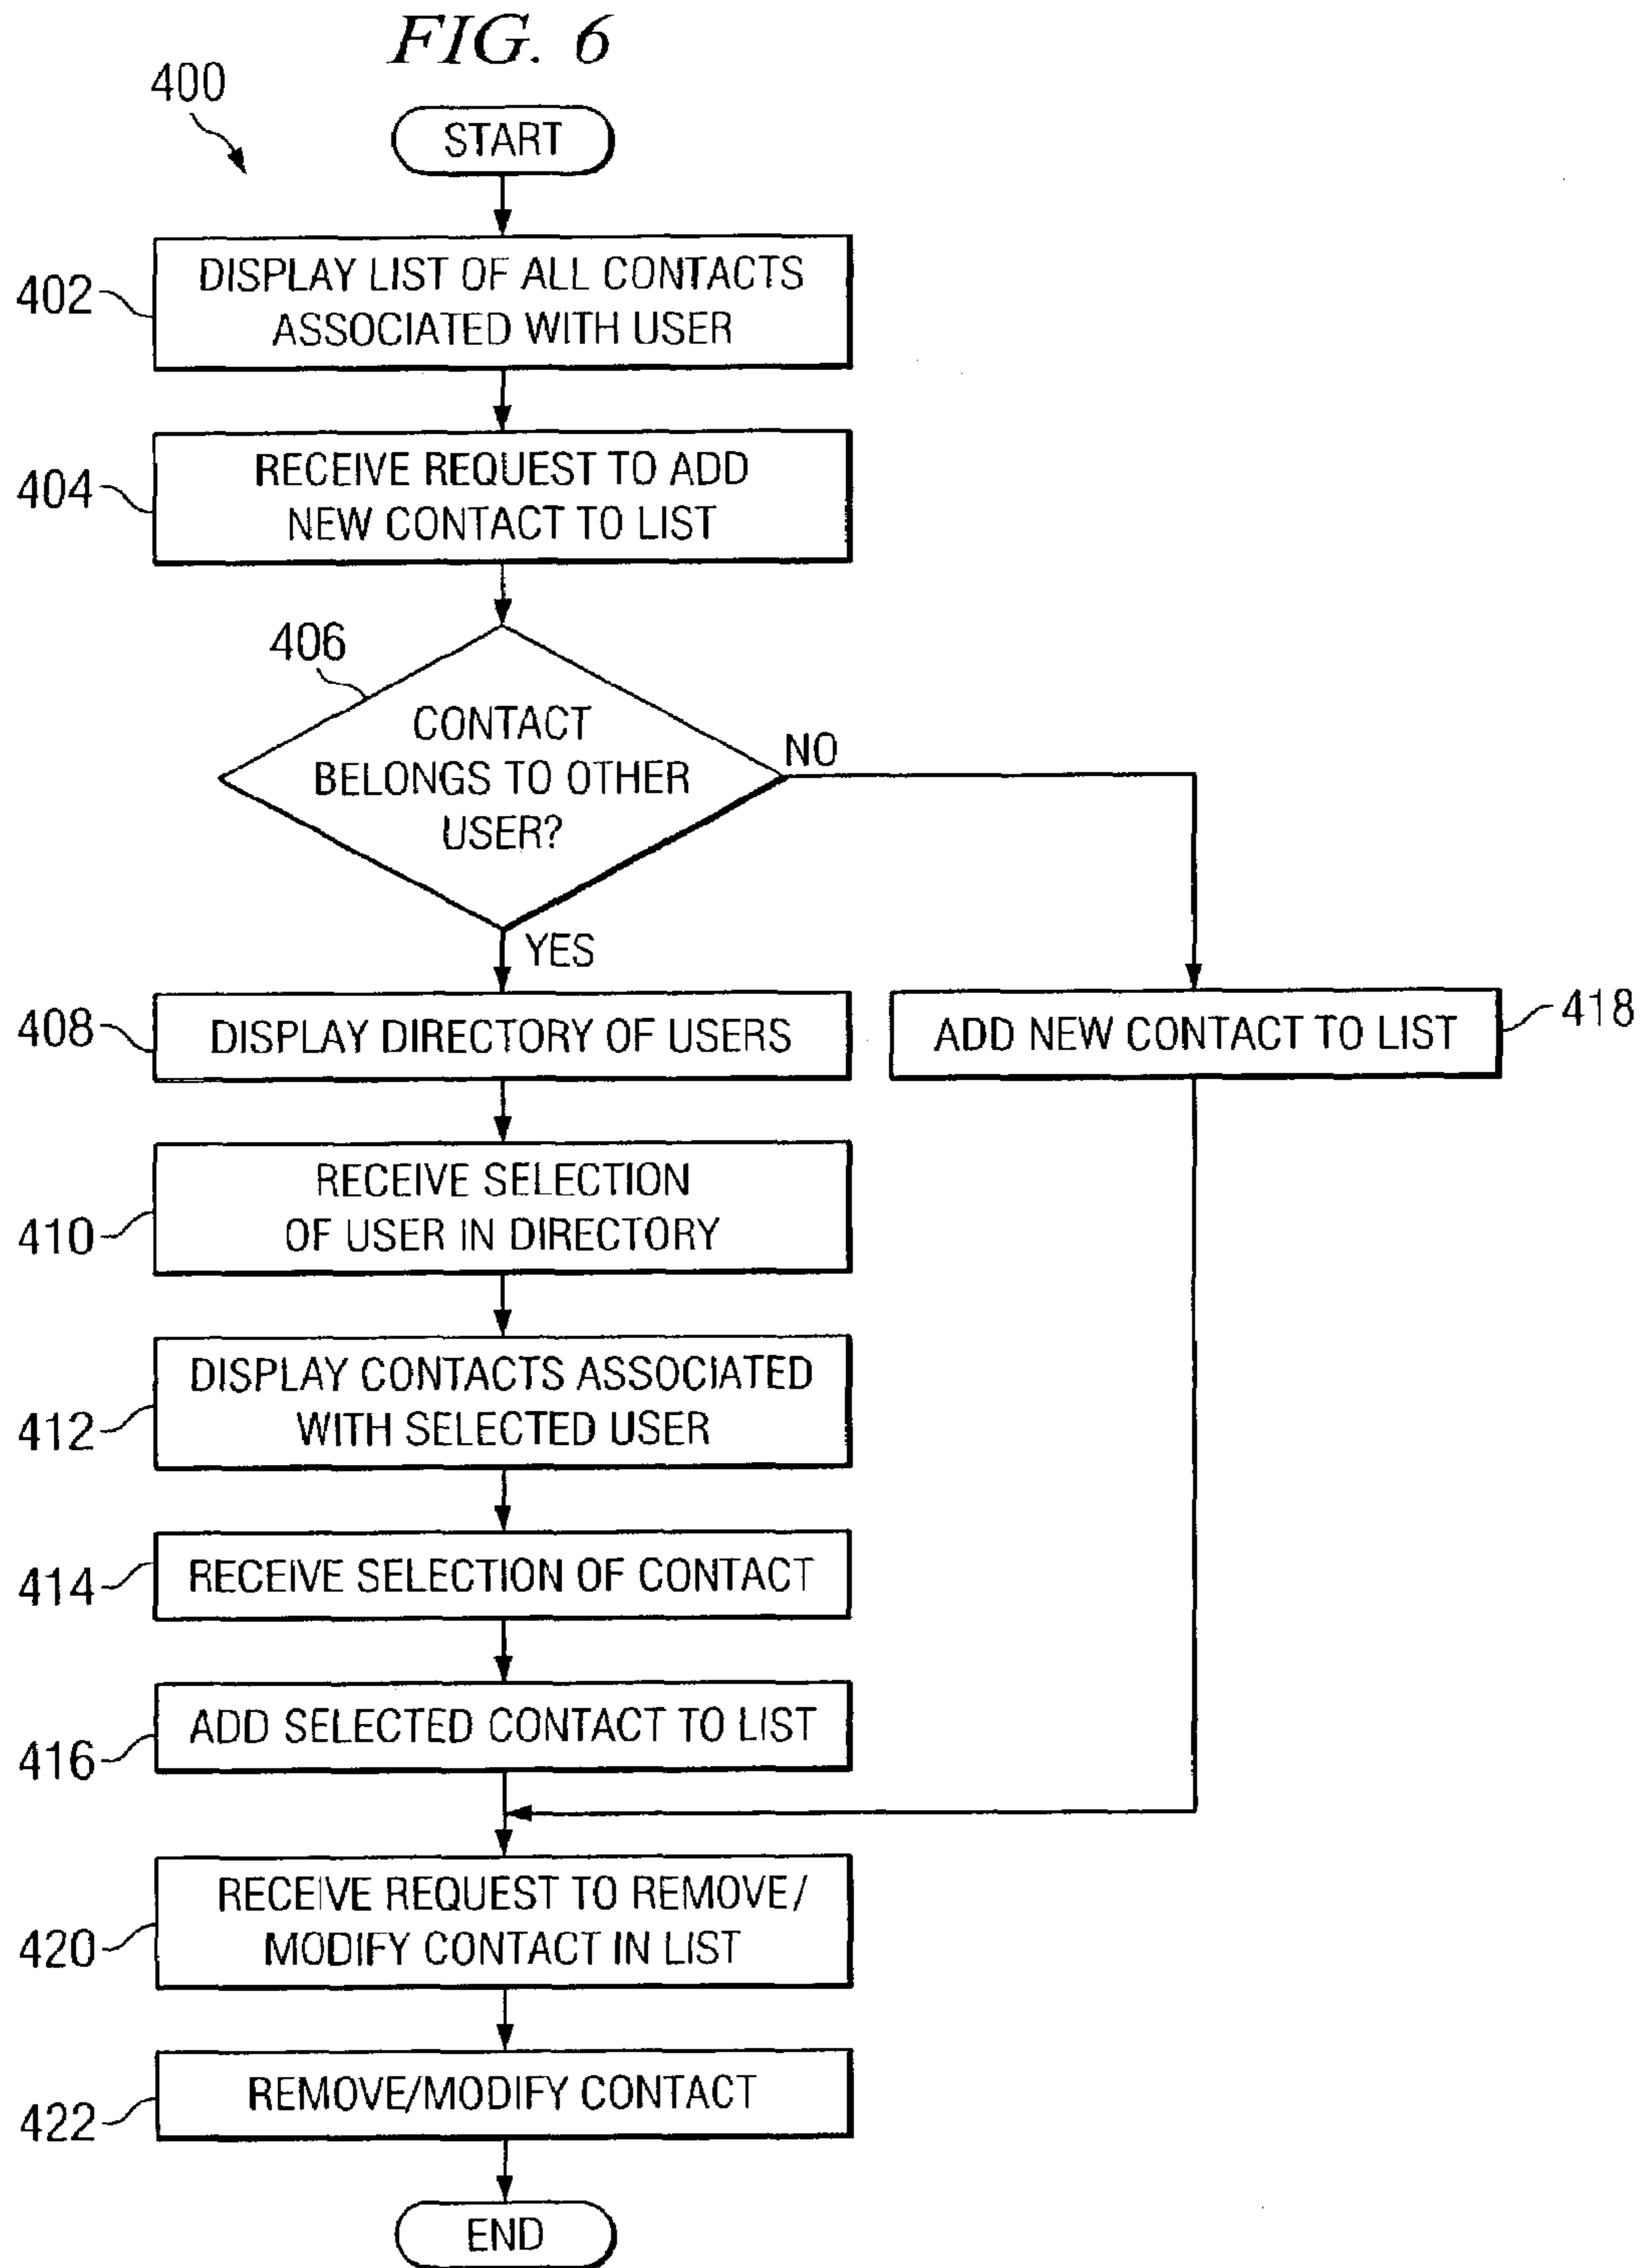 FIG. 6
400
START
402
DISPLAY LIST OF ALL CONTACTS
ASSOCIATED WITH USER
404
RECEIVE REQUEST TO ADD
NEW CONTACT TO LIST
406
CONTACT
BELONGS TO OTHER
USER?
NO
YES
408
DISPLAY DIRECTORY OF USERS
ADD NEW CONTACT TO LIST
418
410
RECEIVE SELECTION
OF USER IN DIRECTORY
412
DISPLAY CONTACTS ASSOCIATED
WITH SELECTED USER
414
RECEIVE SELECTION OF CONTACT
416
ADD SELECTED CONTACT TO LIST
420
RECEIVE REQUEST TO REMOVE/
MODIFY CONTACT IN LIST
422
REMOVE/MODIFY CONTACT
END